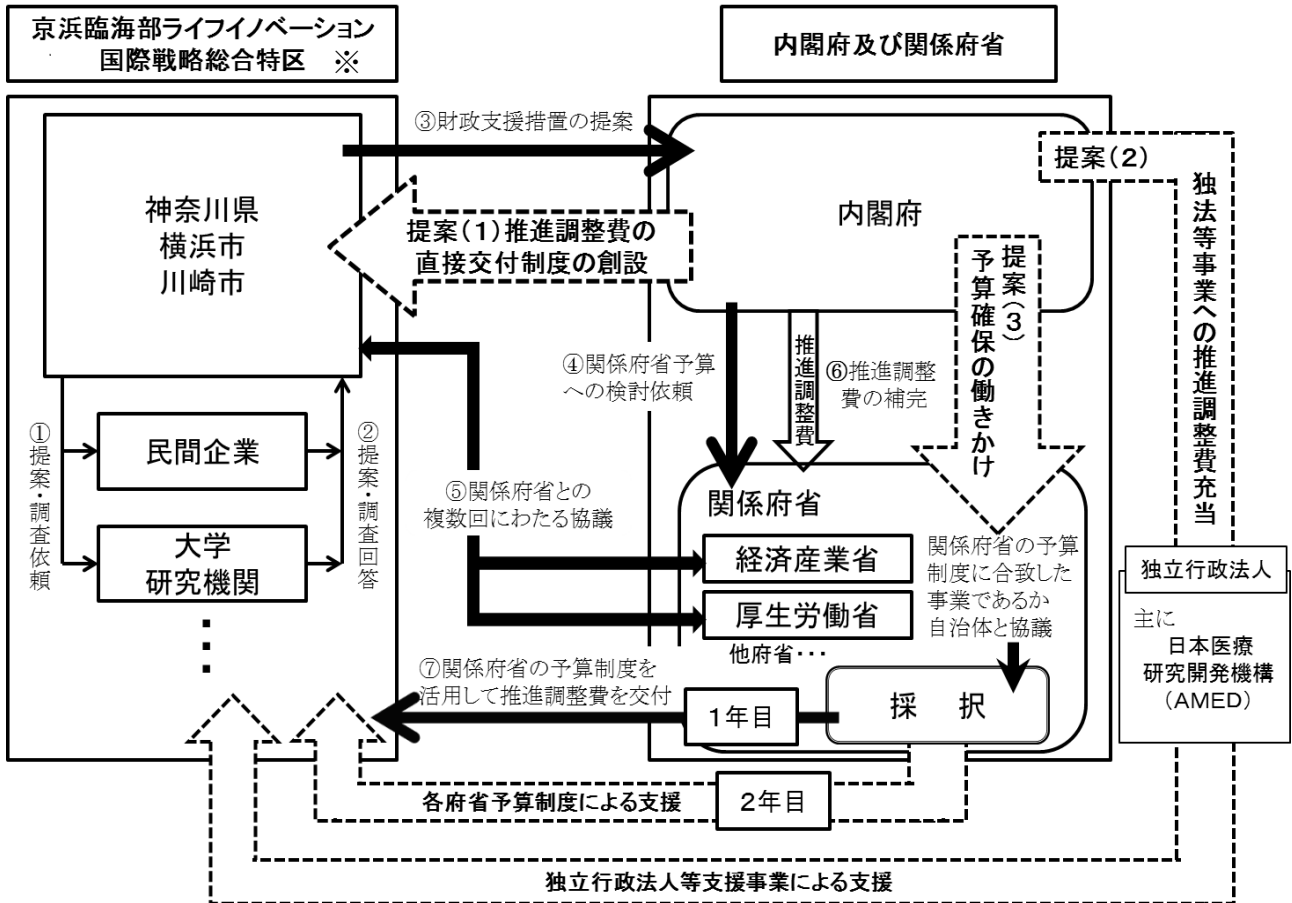 京浜臨海部ライフイノベーション
国際戦略総合特区 ※
内閣府及び関係府省
神奈川県
横浜市
川崎市
①提案・調査依頼
②提案・調査回答
民間企業
大学
研究機関
⋮
③財政支援措置の提案
提案(1)推進調整費の
直接交付制度の創設
内閣府
④関係府省予算
への検討依頼
推進調整費
⑥推進調整
費の補完
提案(3)
予算確保の働きかけ
提案(2)
独法等事業への推進調整費充当
⑤関係府省との
複数回にわたる協議
関係府省
経済産業省
厚生労働省
他府省･･･
関係府省の予算
制度に合致した
事業であるか
自治体と協議
独立行政法人
主に
日本医療
研究開発機構
(AMED)
⑦関係府省の予算制度を
活用して推進調整費を交付
1年目
採 択
各府省予算制度による支援
2年目
独立行政法人等支援事業による支援